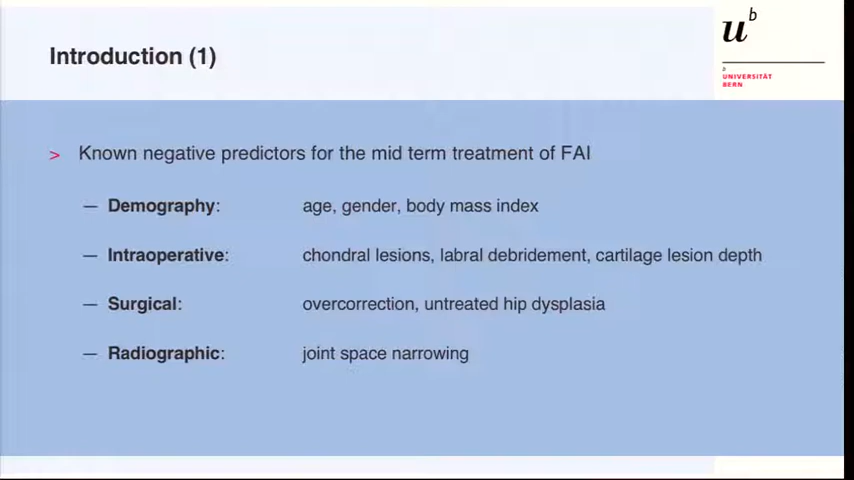 Introduction (1)
u b
b
UNIVERSITÄT
BERN
> Known negative predictors for the mid term treatment of FAI
— Demography: age, gender, body mass index
— Intraoperative: chondral lesions, labral debridement, cartilage lesion depth
— Surgical: overcorrection, untreated hip dysplasia
— Radiographic: joint space narrowing